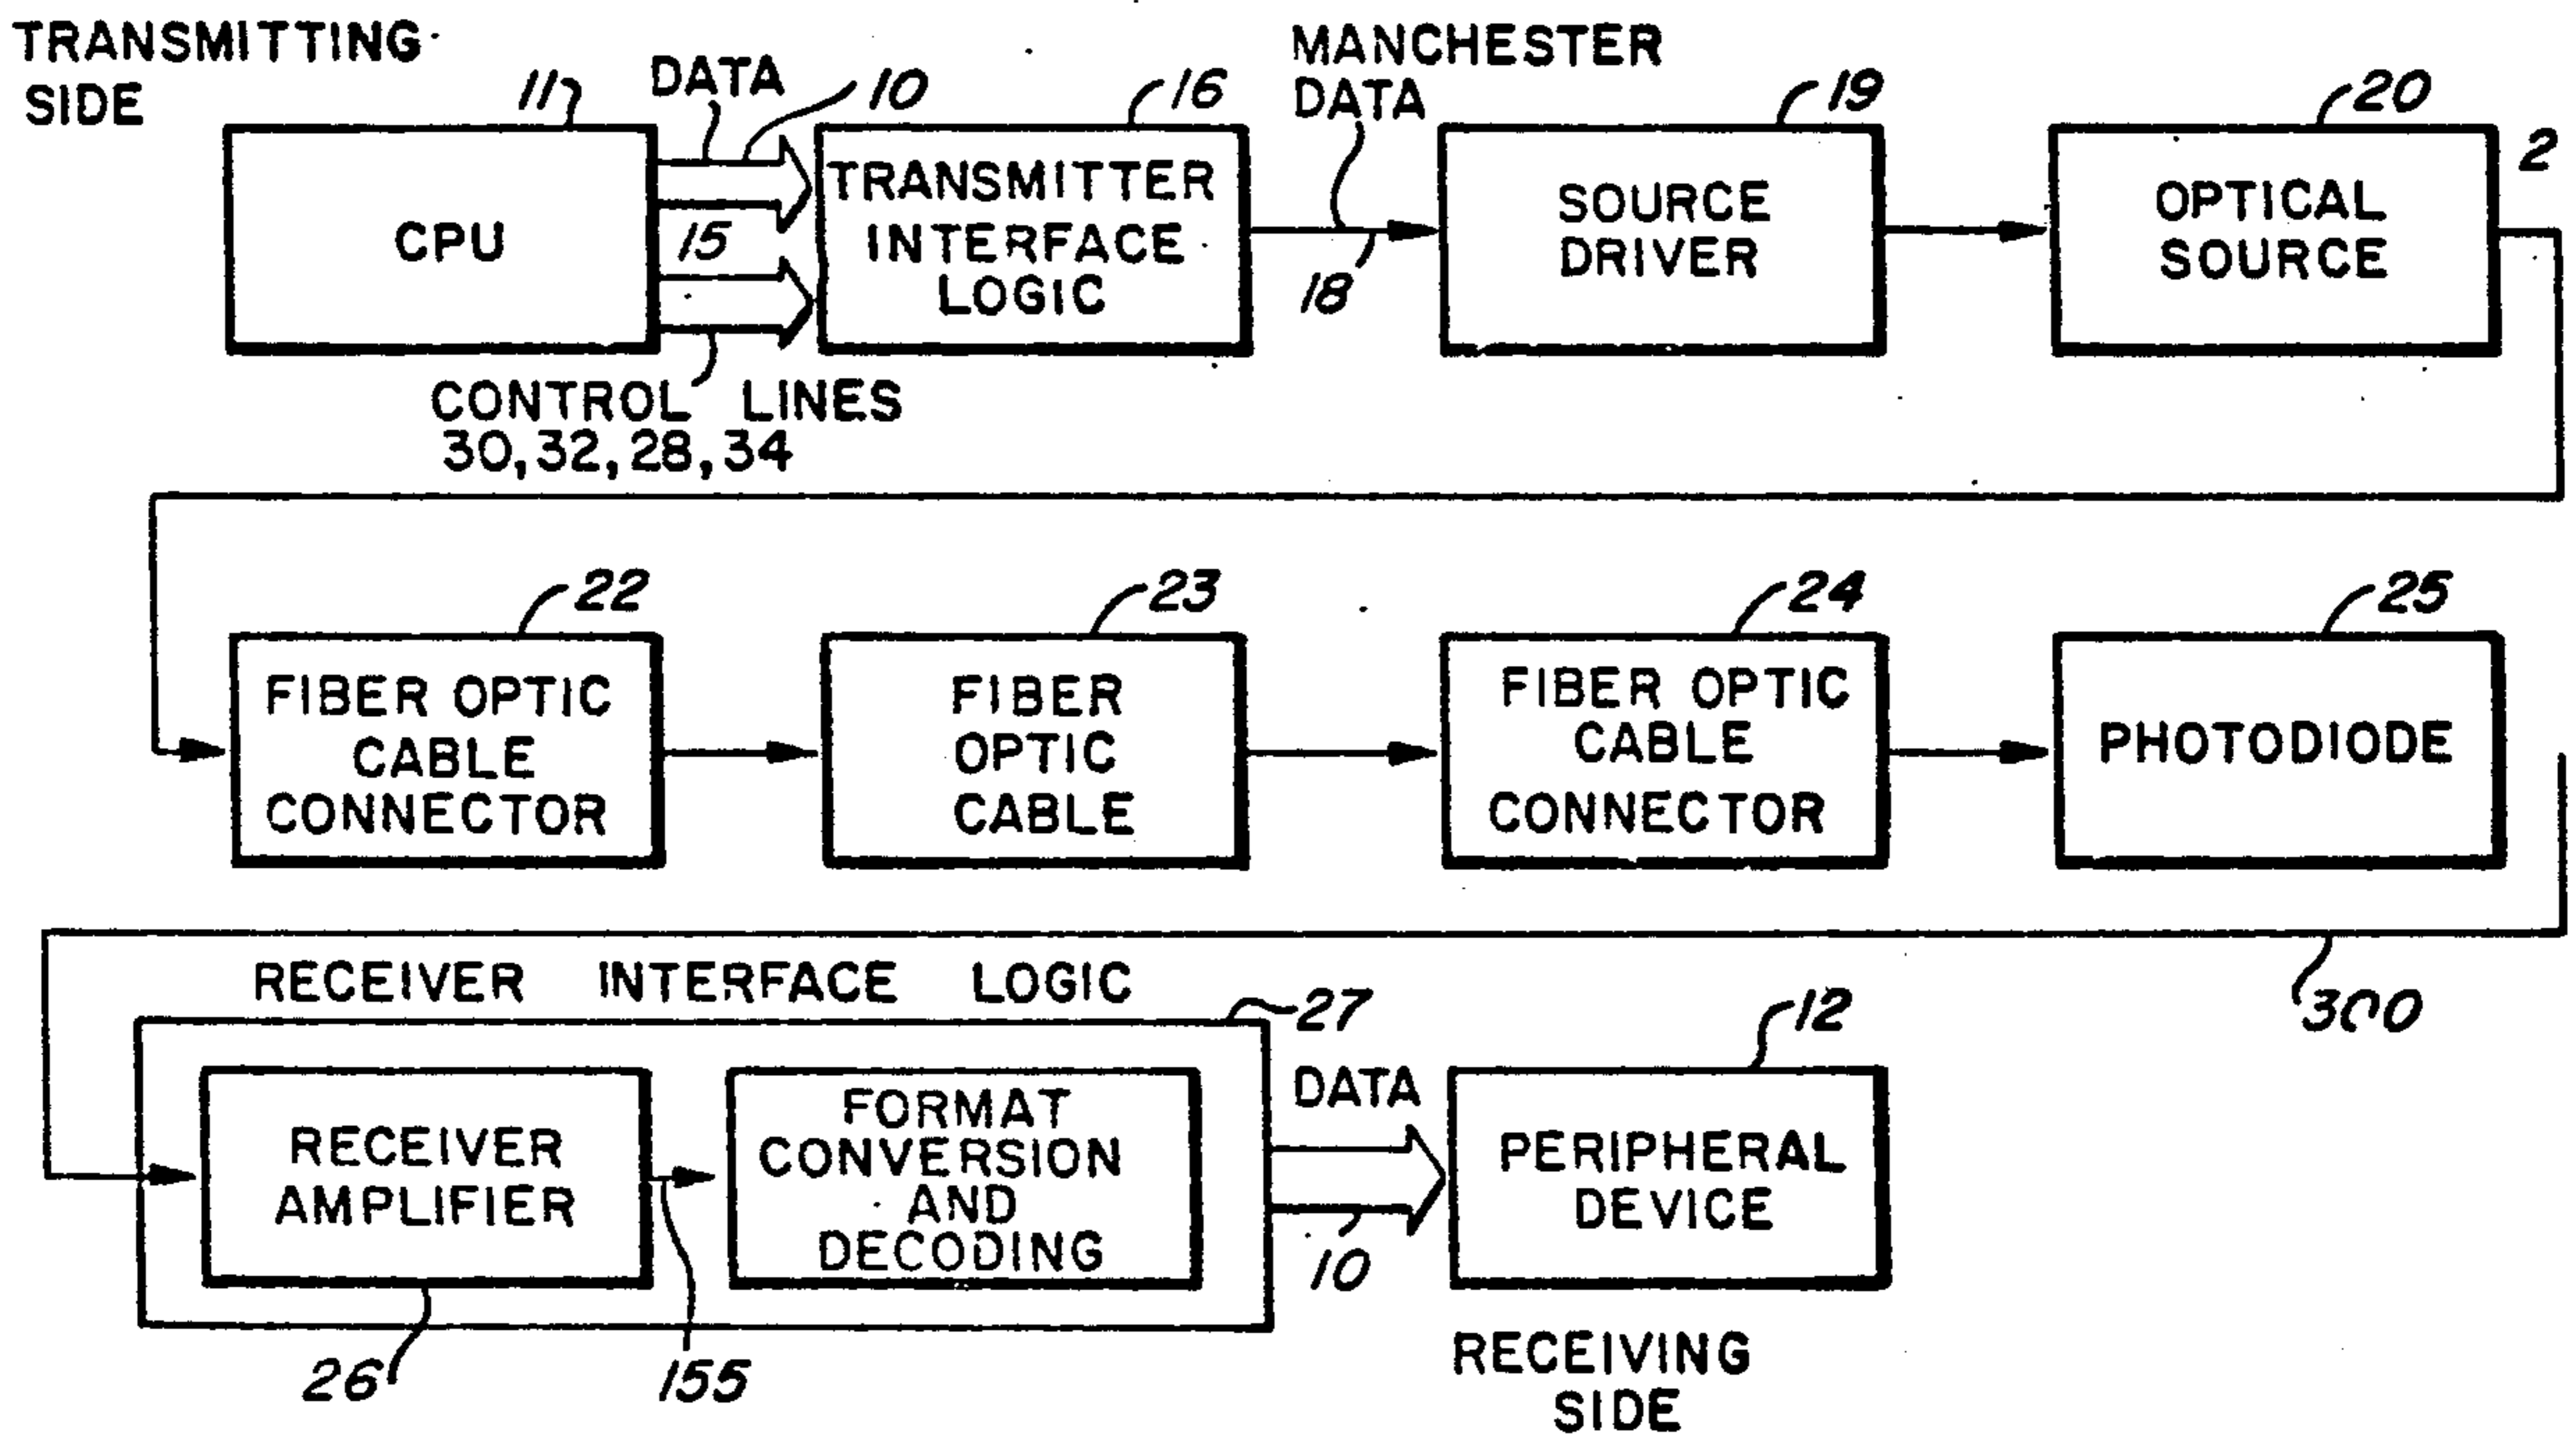 TRANSMITTING
SIDE
11
DATA
10
16
MANCHESTER
DATA
19
20
2
CPU
15
TRANSMITTER
INTERFACE
LOGIC
18
SOURCE
DRIVER
OPTICAL
SOURCE
CONTROL LINES
30, 32, 28, 34
22
23
24
25
FIBER OPTIC
CABLE
CONNECTOR
FIBER
OPTIC
CABLE
FIBER OPTIC
CABLE
CONNECTOR
PHOTODIODE
300
RECEIVER INTERFACE LOGIC
27
12
RECEIVER
AMPLIFIER
FORMAT
CONVERSION
AND
DECODING
DATA
10
PERIPHERAL
DEVICE
26
155
RECEIVING
SIDE